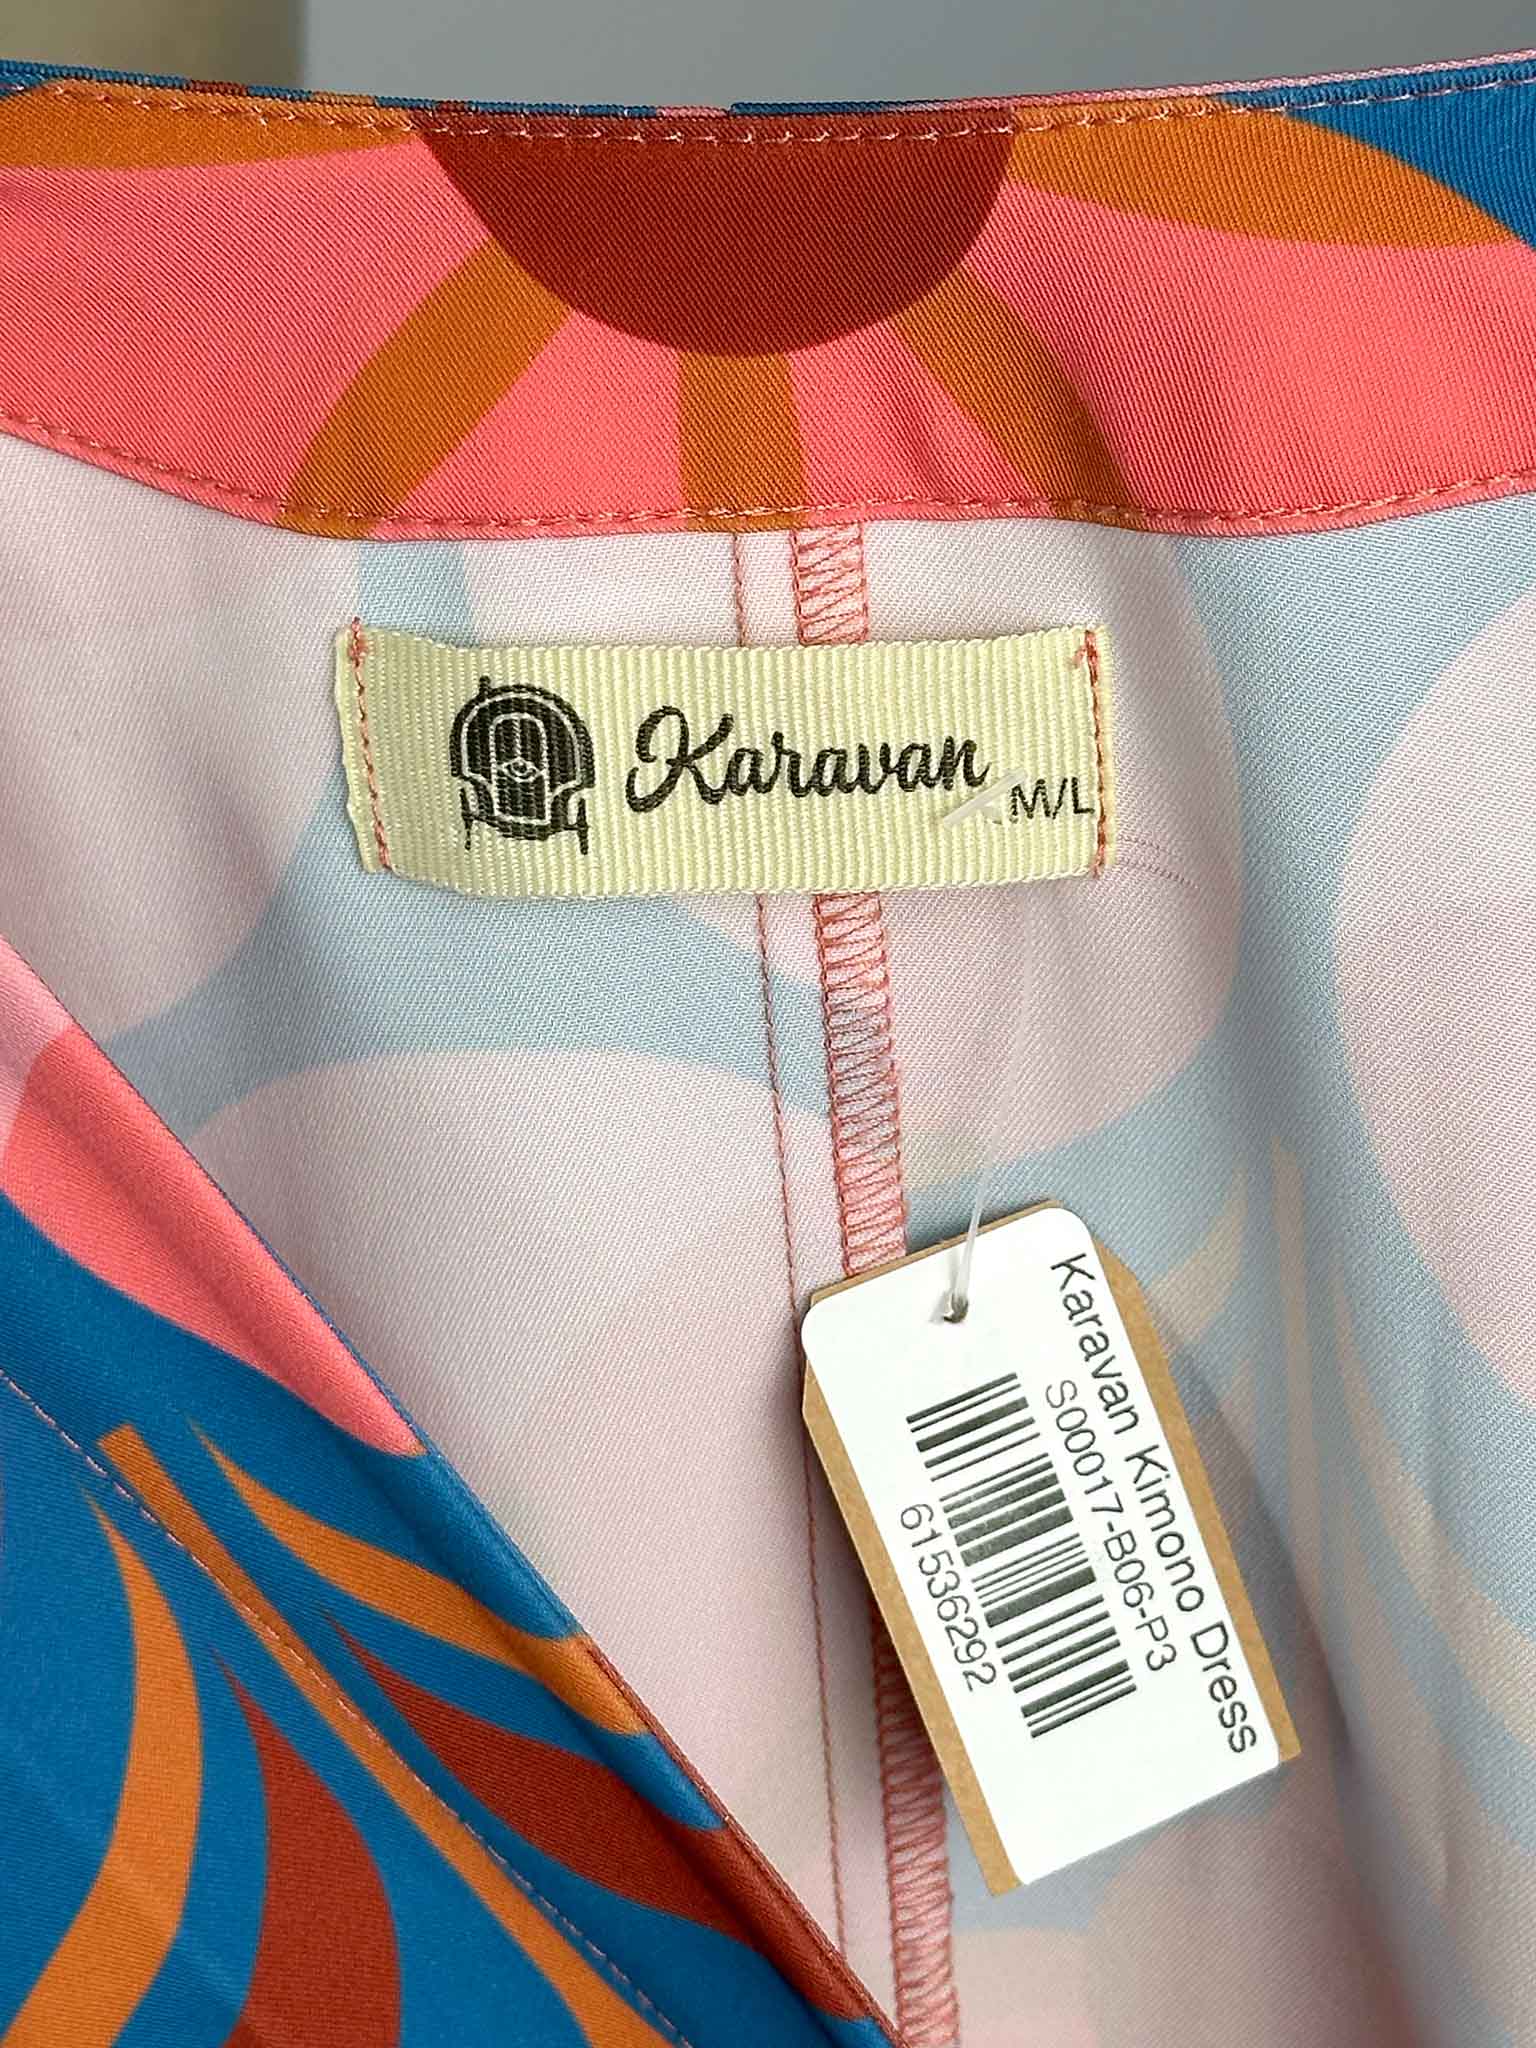 Karavan
M/L
Karavan Kimono Dress
S00017-B06-P3
61536292